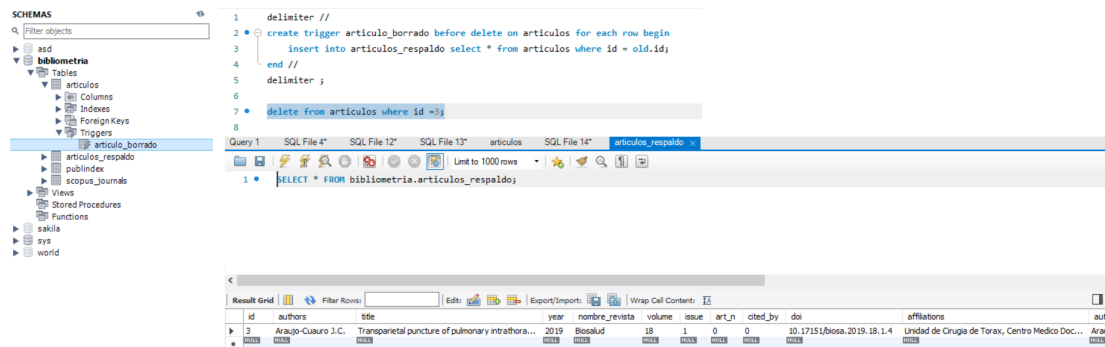 SCHEMAS
Filter objects
asd
bibliometria
Tables
articulos
Columns
Indexes
Foreign Keys
Triggers
articulo_borrado
articulos_respaldo
publindex
scopus_journals
Views
Stored Procedures
Functions
sakila
sys
world
1 delimiter //
2 create trigger articulo_borrado before delete on articulos for each row begin
3 insert into articulos_respaldo select * from articulos where id = old.id;
4 end //
5 delimiter ;
6
7 delete from articulos where id =3;
8
Query 1 SQL File 4* SQL File 12* SQL File 13* articulos SQL File 14* articulos_respaldo
Limit to 1000 rows
1 SELECT * FROM bibliometria.articulos_respaldo;
Result Grid Filter Rows: Edit: Export/Import: Wrap Cell Content:
id authors title year nombre_revista volume issue art_n cited_by doi affiliations aut
3 Araujo-Cuauro J.C. Transparietal puncture of pulmonary intrathora... 2019 Biosalud 18 1 0 0 10.17151/biosa.2019.18.1.4 Unidad de Cirugia de Torax, Centro Medico Doc... Arau
NULL NULL NULL NULL NULL NULL NULL NULL NULL NULL NULL NULL